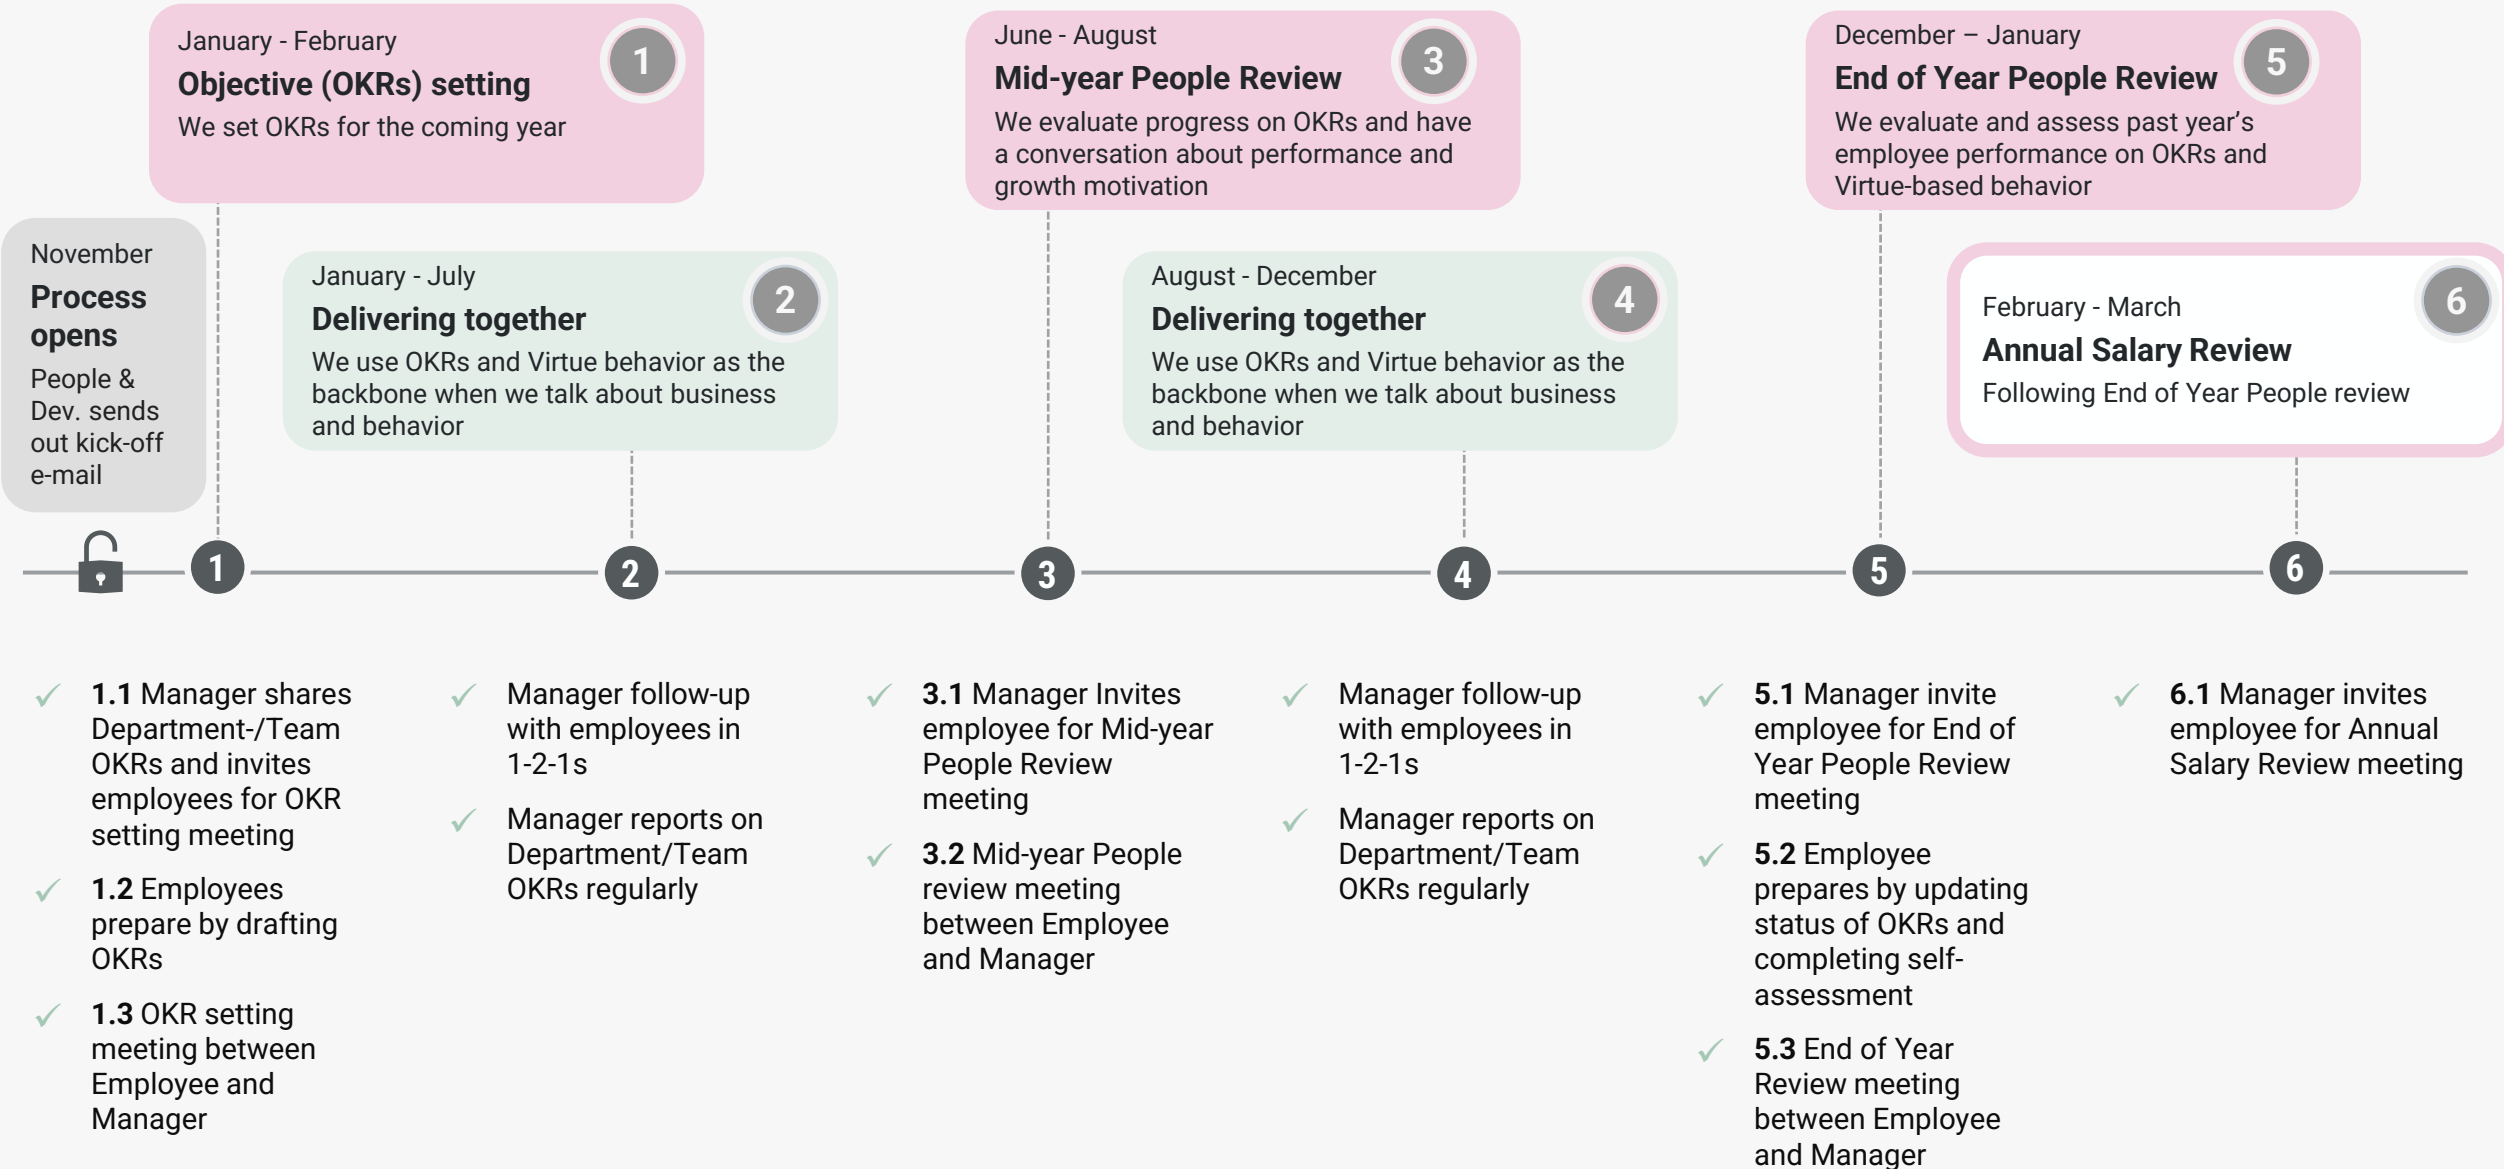 January - February
Objective (OKRs) setting
We set OKRs for the coming year
1
June - August
Mid-year People Review
We evaluate progress on OKRs and have
a conversation about performance and
growth motivation
3
December – January
End of Year People Review
We evaluate and assess past year’s
employee performance on OKRs and
Virtue-based behavior
5
November
Process
opens
People &
Dev. sends
out kick-off
e-mail
January - July
Delivering together
We use OKRs and Virtue behavior as the
backbone when we talk about business
and behavior
2
August - December
Delivering together
We use OKRs and Virtue behavior as the
backbone when we talk about business
and behavior
4
February - March
Annual Salary Review
Following End of Year People review
6
1
2
3
4
5
6
1.1 Manager shares
Department-/Team
OKRs and invites
employees for OKR
setting meeting
1.2 Employees
prepare by drafting
OKRs
1.3 OKR setting
meeting between
Employee and
Manager
Manager follow-up
with employees in
1-2-1s
Manager reports on
Department/Team
OKRs regularly
3.1 Manager Invites
employee for Mid-year
People Review
meeting
3.2 Mid-year People
review meeting
between Employee
and Manager
Manager follow-up
with employees in
1-2-1s
Manager reports on
Department/Team
OKRs regularly
5.1 Manager invite
employee for End of
Year People Review
meeting
5.2 Employee
prepares by updating
status of OKRs and
completing self-
assessment
5.3 End of Year
Review meeting
between Employee
and Manager
6.1 Manager invites
employee for Annual
Salary Review meeting